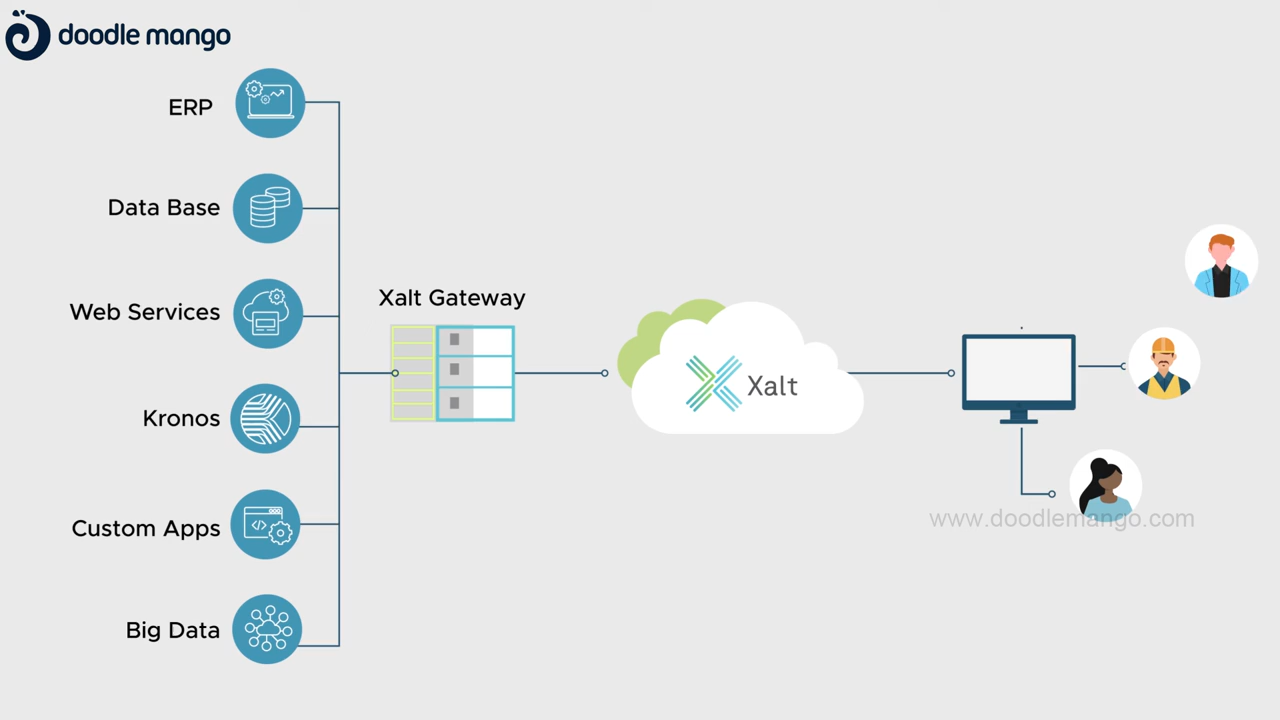 doodle mango
ERP
Data Base
Web Services
Xalt Gateway
Xalt
Kronos
Custom Apps
www.doodlemango.com
Big Data